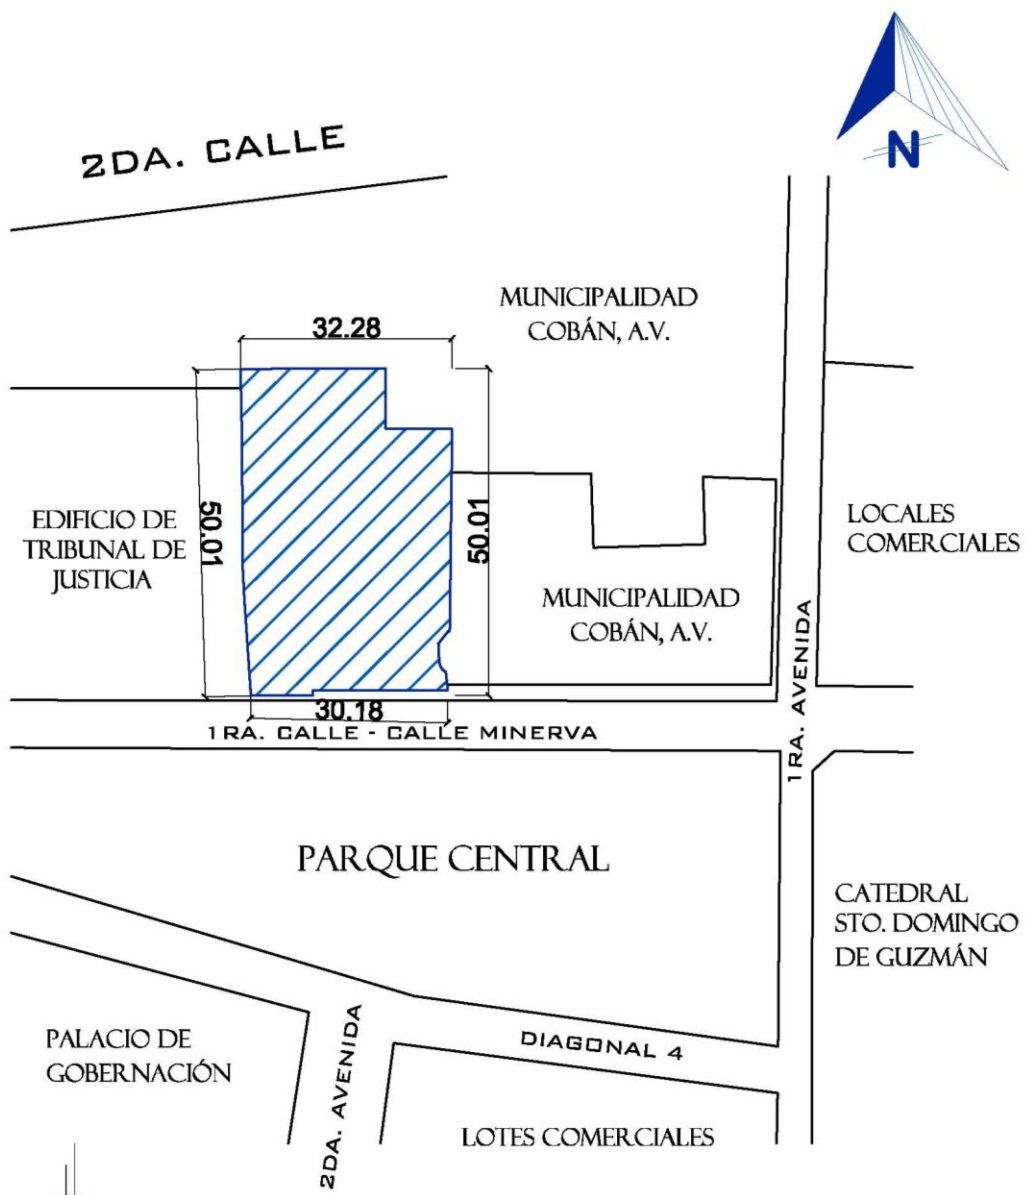 N
2DA. CALLE
MUNICIPALIDAD
COBÁN, A.V.
32.28
50.01
50.01
EDIFICIO DE
TRIBUNAL DE
JUSTICIA
LOCALES
COMERCIALES
MUNICIPALIDAD
COBÁN, A.V.
30.18
1RA. CALLE - CALLE MINERVA
1RA. AVENIDA
PARQUE CENTRAL
CATEDRAL
STO. DOMINGO
DE GUZMÁN
PALACIO DE
GOBERNACIÓN
DIAGONAL 4
2DA. AVENIDA
LOTES COMERCIALES